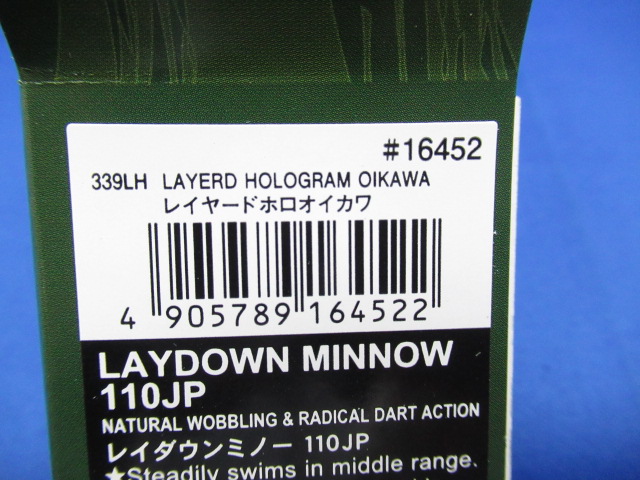 #16452
339LH LAYERD HOLOGRAM OIKAWA
レイヤードホロオイカワ
4 905789 164522
LAYDOWN MINNOW
110JP
NATURAL WOBBLING & RADICAL DART ACTION
レイダウンミノー 110JP
★Steadily swims in middle range.